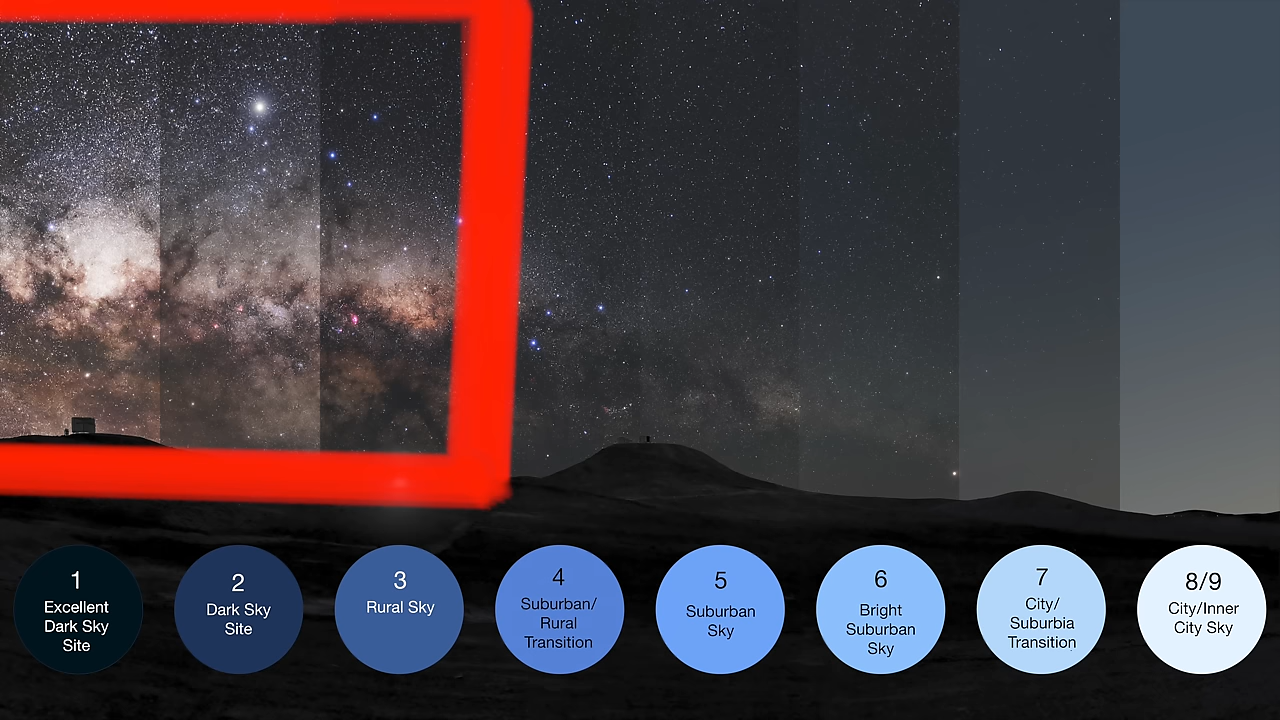 1
Excellent
Dark Sky
Site
2
Dark Sky
Site
3
Rural Sky
4
Suburban/
Rural
Transition
5
Suburban
Sky
6
Bright
Suburban
Sky
7
City/
Suburbia
Transition
8/9
City/Inner
City Sky